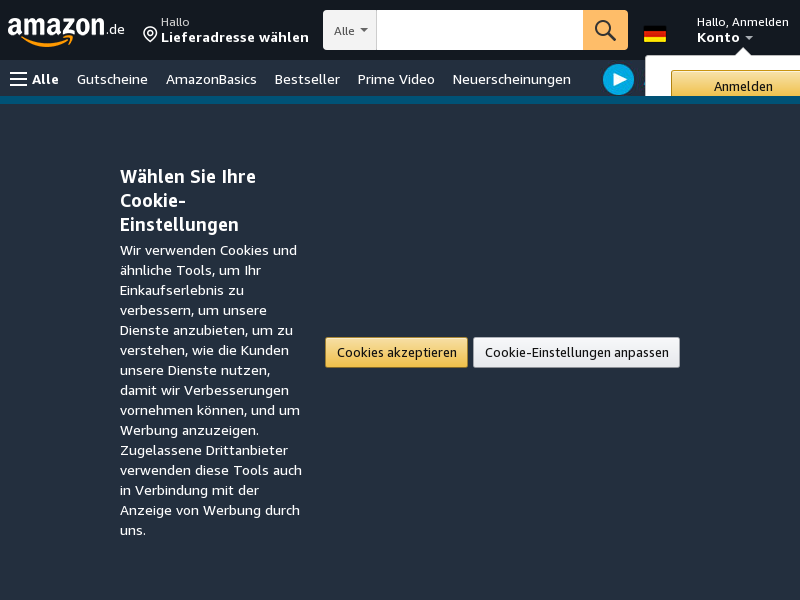 amazon.de
Hallo
Lieferadresse wählen
Alle
Hallo, Anmelden
Konto
Alle
Gutscheine
AmazonBasics
Bestseller
Prime Video
Neuerscheinungen
Anmelden
Wählen Sie Ihre
Cookie-
Einstellungen
Wir verwenden Cookies und
ähnliche Tools, um Ihr
Einkaufserlebnis zu
verbessern, um unsere
Dienste anzubieten, um zu
verstehen, wie die Kunden
unsere Dienste nutzen,
damit wir Verbesserungen
vornehmen können, und um
Werbung anzuzeigen.
Zugelassene Drittanbieter
verwenden diese Tools auch
in Verbindung mit der
Anzeige von Werbung durch
uns.
Cookies akzeptieren
Cookie-Einstellungen anpassen